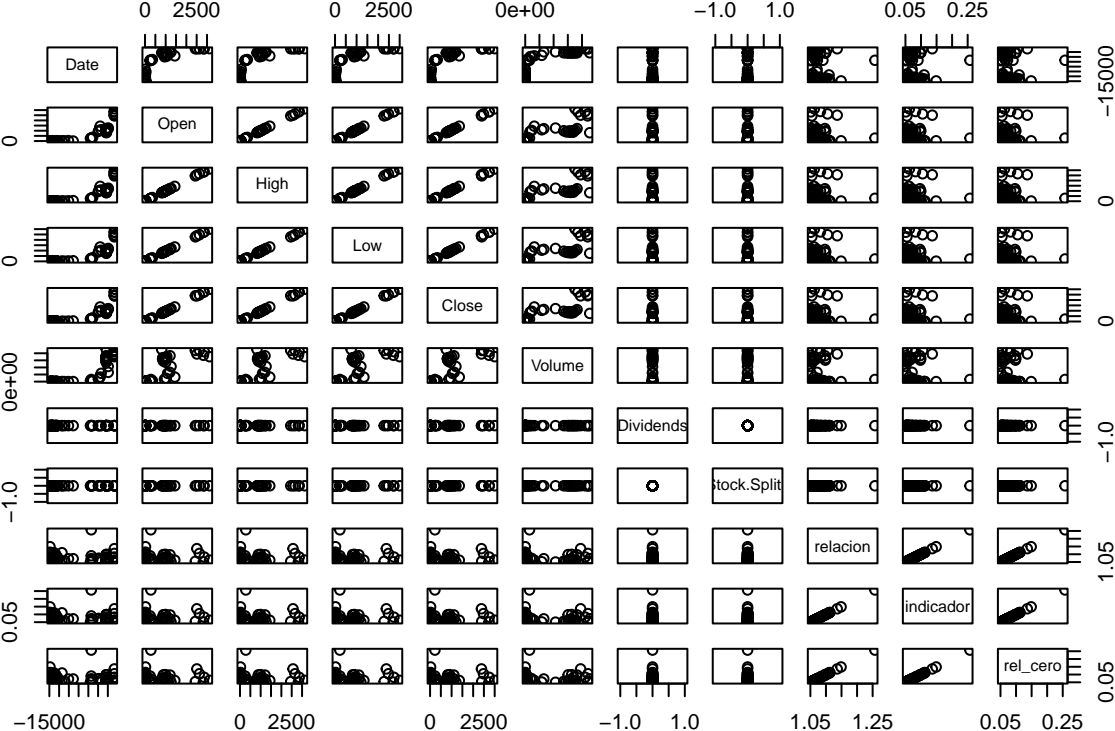 0 2500 0 2500 0e+00 −1.0 1.0 0.05 0.25
Date
−15000
0
Open
High
0
0
Low
Close
0
0e+00
Volume
Dividends
−1.0
−1.0
Stock.Split
relacion
1.05
0.05
indicador
rel_cero
0.05
−15000 0 2500 0 2500 −1.0 1.0 1.05 1.25 0.05 0.25